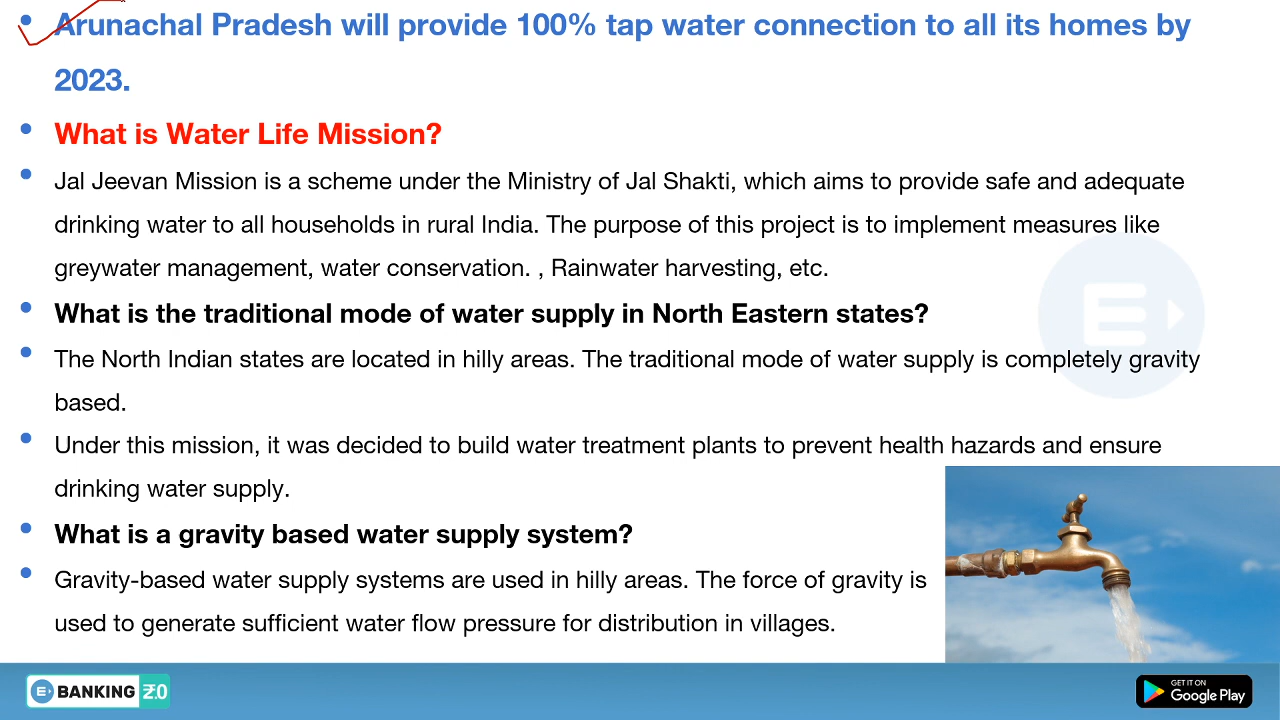 • Arunachal Pradesh will provide 100% tap water connection to all its homes by
2023.
• What is Water Life Mission?
• Jal Jeevan Mission is a scheme under the Ministry of Jal Shakti, which aims to provide safe and adequate
drinking water to all households in rural India. The purpose of this project is to implement measures like
greywater management, water conservation. , Rainwater harvesting, etc.
• What is the traditional mode of water supply in North Eastern states?
• The North Indian states are located in hilly areas. The traditional mode of water supply is completely gravity
based.
• Under this mission, it was decided to build water treatment plants to prevent health hazards and ensure
drinking water supply.
• What is a gravity based water supply system?
• Gravity-based water supply systems are used in hilly areas. The force of gravity is
used to generate sufficient water flow pressure for distribution in villages.
E BANKING ₹2.0
GET IT ON
Google Play